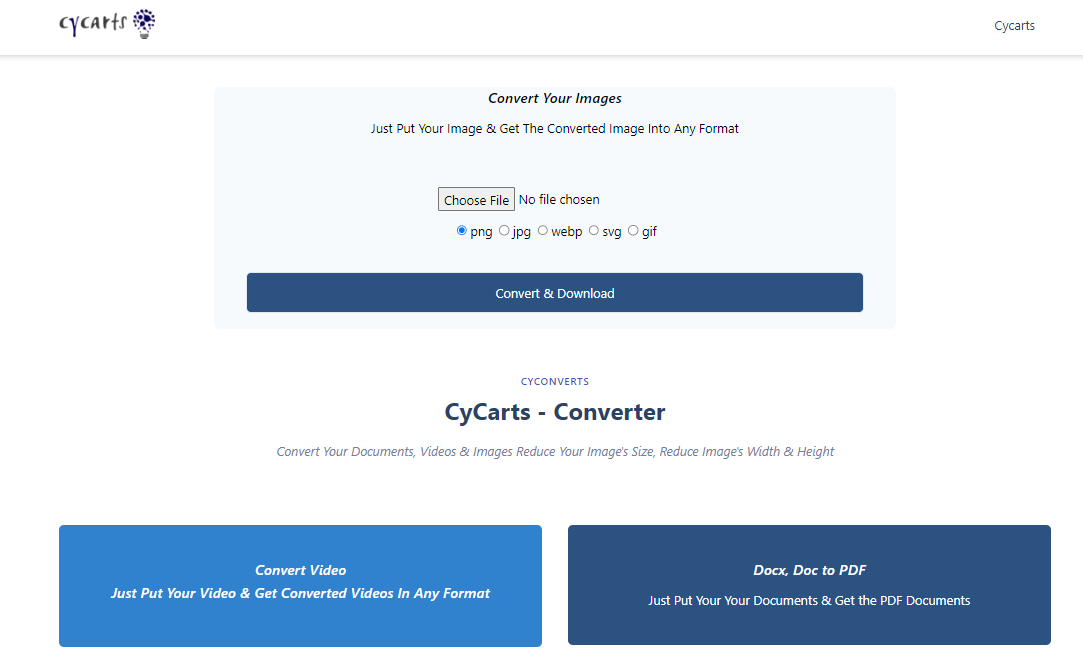 cycarts
Cycarts
Convert Your Images
Just Put Your Image & Get The Converted Image Into Any Format
Choose File No file chosen
png jpg webp svg gif
Convert & Download
CYCONVERTS
CyCarts - Converter
Convert Your Documents, Videos & Images Reduce Your Image's Size, Reduce Image's Width & Height
Convert Video
Just Put Your Video & Get Converted Videos In Any Format
Docx, Doc to PDF
Just Put Your Your Documents & Get the PDF Documents